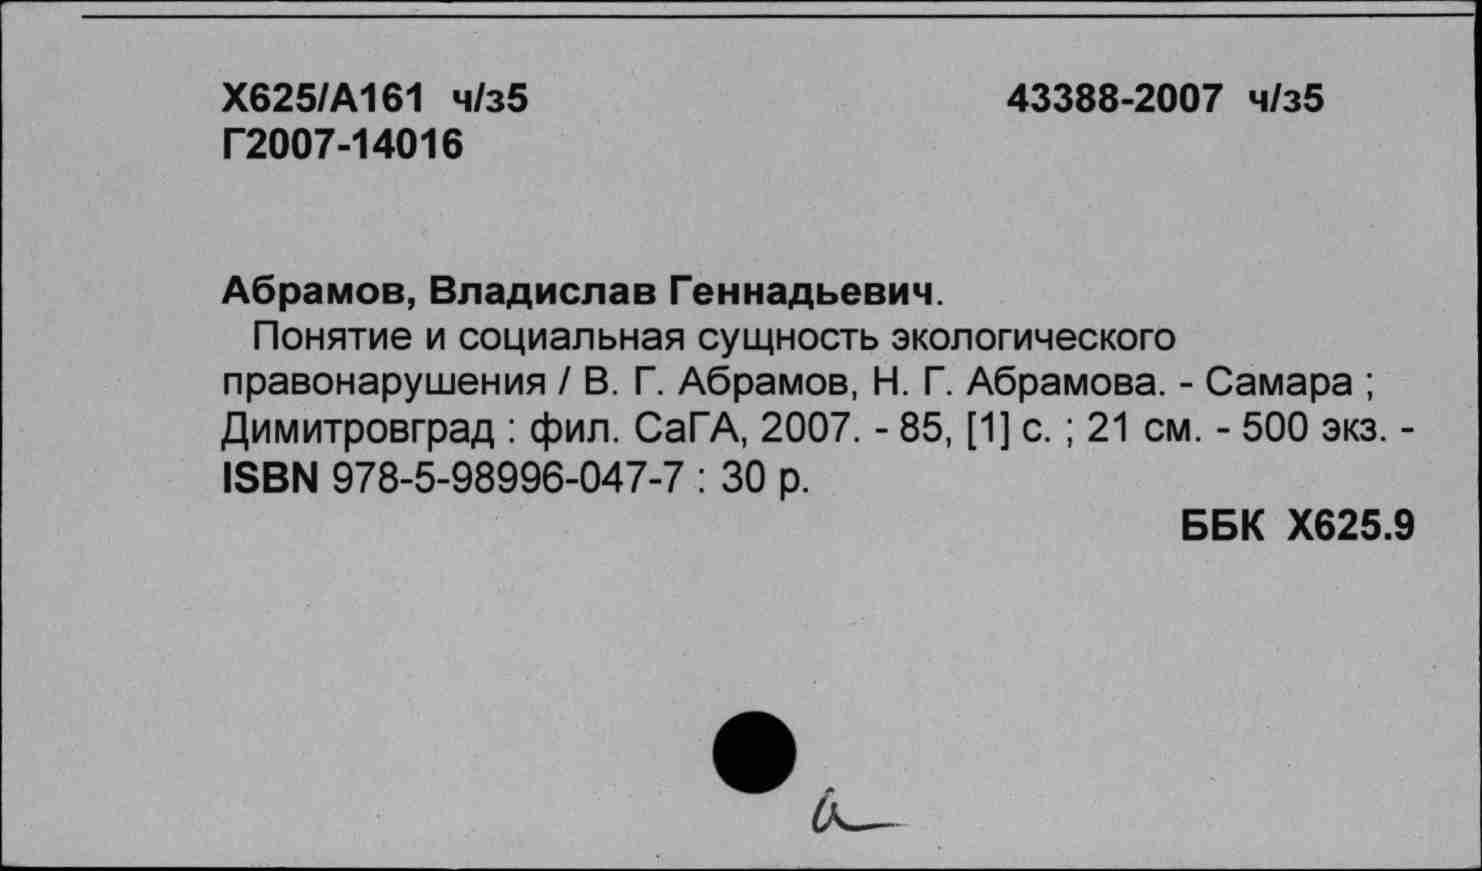 Х625/А161 ч/з5 43388-2007 ч/з5
Г2007-14016
Абрамов, Владислав Геннадьевич.
Понятие и социальная сущность экологического
правонарушения / В. Г. Абрамов, Н. Г. Абрамова. - Самара ;
Димитровград : фил. СаГА, 2007. - 85, [1] с. ; 21 см. - 500 экз. -
ISBN 978-5-98996-047-7 : 30 р.
ББК Х625.9